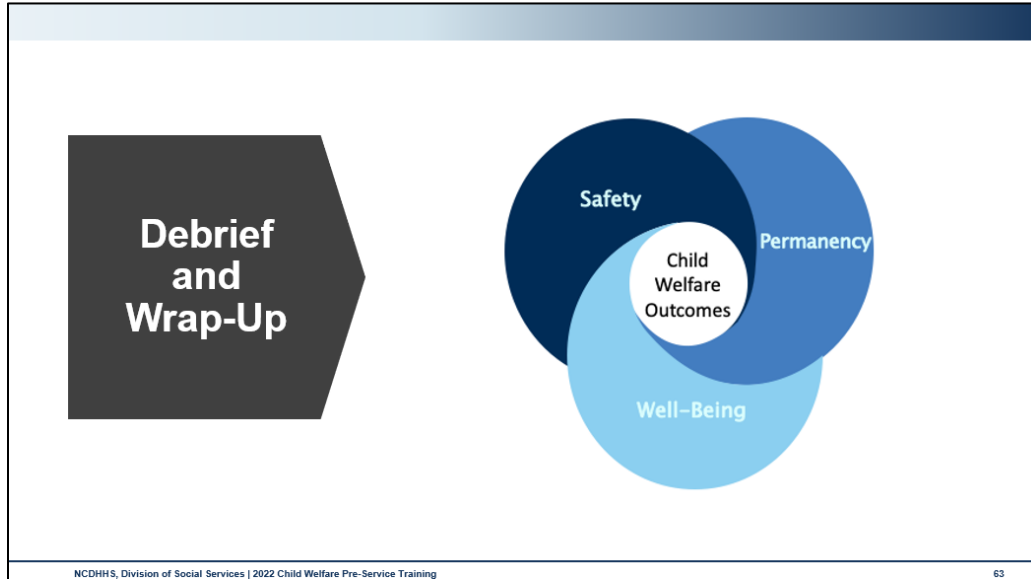 Debrief
and
Wrap-Up
Safety
Permanency
Child
Welfare
Outcomes
Well-Being
NCDHHS, Division of Social Services | 2022 Child Welfare Pre-Service Training
63